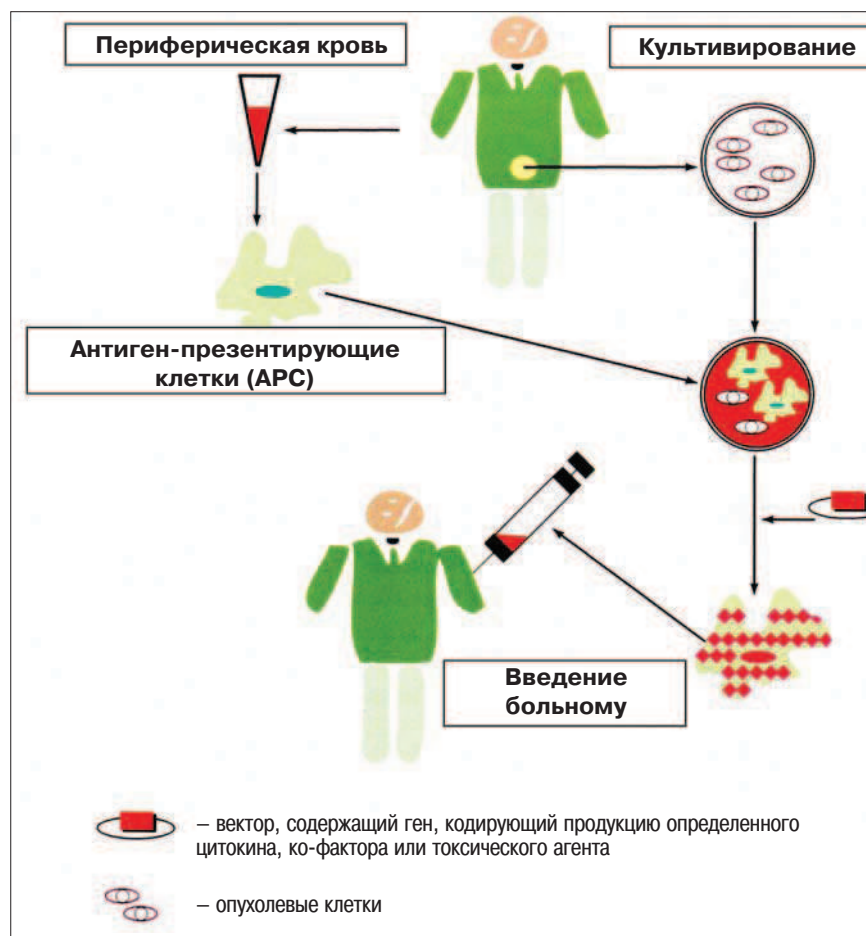 Периферическая кровь
Культивирование
Антиген-презентирующие
клетки (АРС)
Введение
больному
– вектор, содержащий ген, кодирующий продукцию определенного
цитокина, ко-фактора или токсического агента
– опухолевые клетки